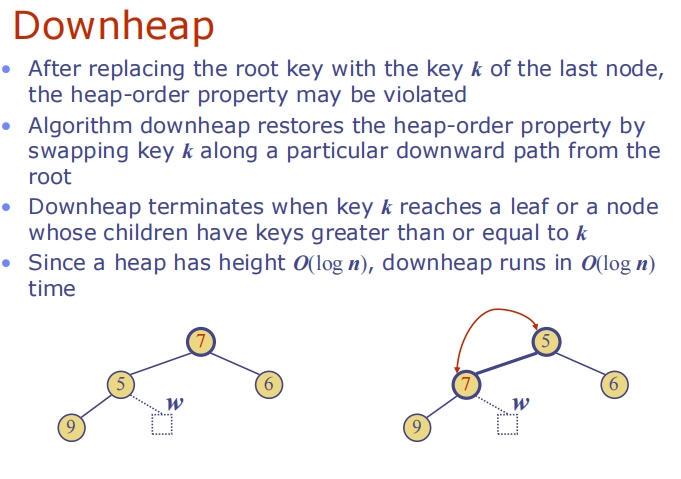 Downheap
• After replacing the root key with the key k of the last node,
the heap-order property may be violated
• Algorithm downheap restores the heap-order property by
swapping key k along a particular downward path from the
root
• Downheap terminates when key k reaches a leaf or a node
whose children have keys greater than or equal to k
• Since a heap has height O(log n), downheap runs in O(log n)
time
7
5
6
w
9
5
7
6
w
9